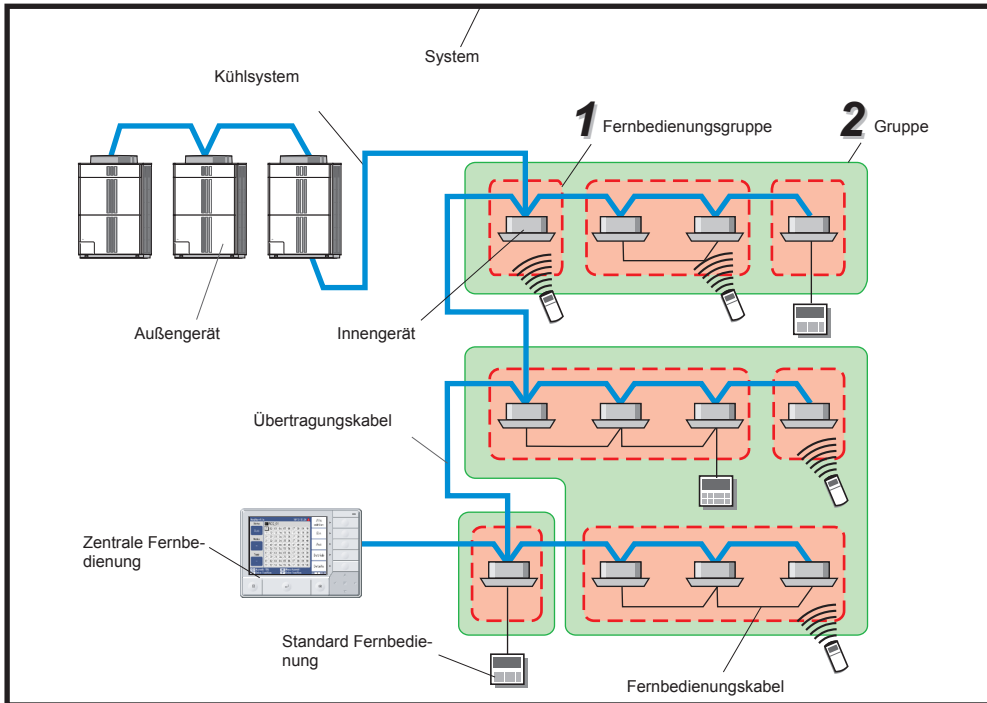 System
Kühlsystem
1 Fernbedienungsgruppe
2 Gruppe
Außengerät
Innengerät
Übertragungskabel
Zentrale Fernbe-
dienung
Standard Fernbedie-
nung
Fernbedienungskabel